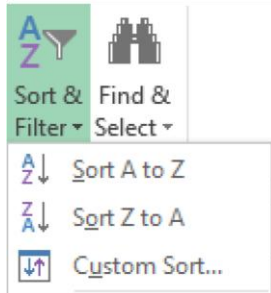 Sort & Find &
Filter Select
Sort A to Z
Sort Z to A
Custom Sort...